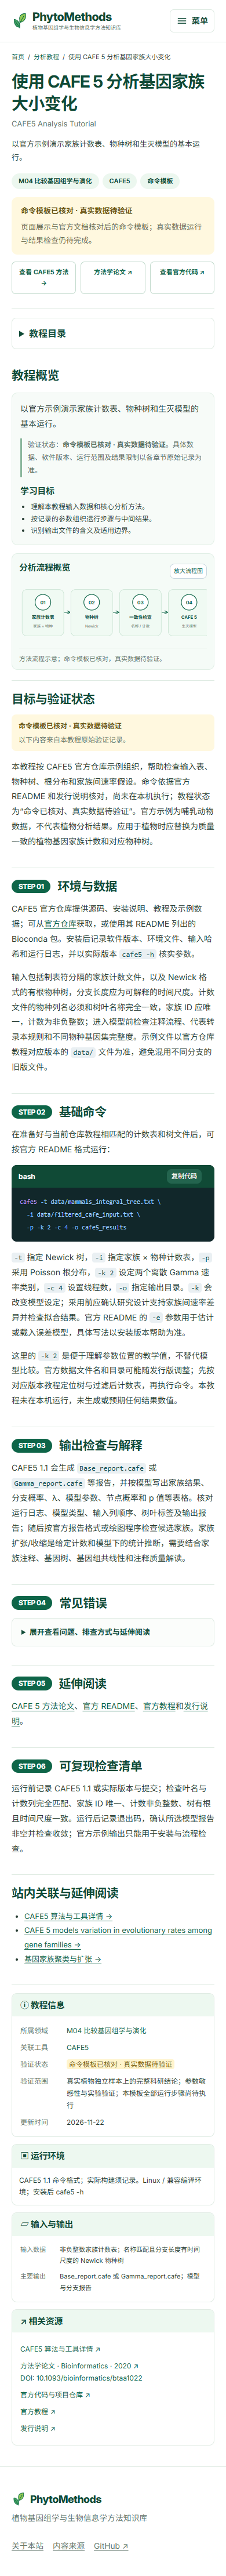 PhytoMethods
植物基因组学与生物信息学方法知识库
菜单
首页 / 分析教程 / 使用 CAFE 5 分析基因家族大小变化
使用 CAFE 5 分析基因家族
大小变化
CAFE5 Analysis Tutorial
以官方示例演示家族计数表、物种树和生灭模型的基本运
行。
M04 比较基因组学与演化
CAFE5
命令模板
命令模板已核对 · 真实数据待验证
页面展示与官方文档核对后的命令模板；真实数据运行
与结果检查仍待完成。
查看 CAFE5 方法
→
方法学论文 ↗
查看官方代码 ↗
▶ 教程目录
教程概览
以官方示例演示家族计数表、物种树和生灭模型的
基本运行。
验证状态：命令模板已核对 · 真实数据待验证。具体数
据、软件版本、运行范围及结果限制以各章节原始记录为
准。
学习目标
• 理解本教程输入数据和核心分析方法。
• 按记录的参数组织运行步骤与中间结果。
• 识别输出文件的含义及适用边界。
分析流程概览
放大流程图
01
家族计数表
家族 × 物种
02
物种树
Newick
03
一致性检查
名称 / 计数
04
CAFE 5
生灭模型
方法流程示意；命令模板已核对，真实数据待验证。
目标与验证状态
命令模板已核对 · 真实数据待验证
以下内容来自本教程原始验证记录。
本教程按 CAFE5 官方仓库示例组织，帮助检查输入表、
物种树、根分布和家族间速率假设。命令依据官方
README 和发行说明核对，尚未在本机执行；教程状态
为“命令已核对、真实数据待验证”。官方示例为哺乳动物
数据，不代表植物分析结果。应用于植物时应替换为质量
一致的植物基因家族计数和对应物种树。
STEP 01 环境与数据
CAFE5 官方仓库提供源码、安装说明、教程及示例数
据；可从官方仓库获取，或使用其 README 列出的
Bioconda 包。安装后记录软件版本、环境文件、输入哈
希和运行日志，并以实际版本 cafe5 -h 核实参数。
输入包括制表符分隔的家族计数文件，以及 Newick 格
式的有根物种树，分支长度应为可解释的时间尺度。计数
文件的物种列名必须和树叶名称完全一致，家族 ID 应唯
一，计数为非负整数；进入模型前检查注释流程、代表转
录本规则和不同物种基因集完整度。示例文件以官方仓库
教程对应版本的 data/ 文件为准，避免混用不同分支的
旧版文件。
STEP 02 基础命令
在准备好与当前仓库教程相匹配的计数表和树文件后，可
按官方 README 格式运行：
bash
复制代码
cafe5 -t data/mammals_integral_tree.txt \
-i data/filtered_cafe_input.txt \
-p -k 2 -c 4 -o cafe5_results
-t 指定 Newick 树，-i 指定家族 × 物种计数表，-p
采用 Poisson 根分布，-k 2 设定两个离散 Gamma 速
率类别，-c 4 设置线程数，-o 指定输出目录。-k 会
改变模型设定；采用前应确认研究设计支持家族间速率差
异并检查拟合结果。官方 README 的 -e 参数用于估计
或载入误差模型，具体写法以安装版本帮助为准。
这里的 -k 2 是便于理解参数位置的教学值，不替代模
型比较。官方数据文件名和目录可能随发行版调整；先按
对应版本教程定位树与过滤后计数表，再执行命令。本教
程未在本机运行，未生成或预期任何结果数值。
STEP 03 输出检查与解释
CAFE5 1.1 会生成 Base_report.cafe 或
Gamma_report.cafe 等报告，并按模型写出家族结果、
分支概率、λ、模型参数、节点概率和 p 值等表格。核对
运行日志、模型类型、输入列顺序、树叶标签及输出报
告；随后按官方报告格式或绘图程序检查候选家族。家族
扩张/收缩是给定计数和模型下的统计推断，需要结合家
族注释、基因树、基因组共线性和注释质量解读。
STEP 04 常见错误
▶ 展开查看问题、排查方式与延伸阅读
STEP 05 延伸阅读
CAFE 5 方法论文、官方 README、官方教程和发行说
明。
STEP 06 可复现检查清单
运行前记录 CAFE5 1.1 或实际版本与提交；检查叶名与
计数列完全匹配、家族 ID 唯一、计数非负整数、树有根
且时间尺度一致。运行后记录退出码，确认所选模型报告
非空并检查收敛；官方示例输出只能用于安装与流程检
查。
站内关联与延伸阅读
• CAFE5 算法与工具详情 →
• CAFE 5 models variation in evolutionary rates among
gene families →
• 基因家族聚类与扩张 →
教程信息
所属领域 M04 比较基因组学与演化
关联工具 CAFE5
验证状态 命令模板已核对 · 真实数据待验证
验证范围 真实植物独立样本上的完整科研结论；参数敏
感性与实验验证；本模板全部运行步骤尚待执
行
更新时间 2026-11-22
运行环境
CAFE5 1.1 命令格式；实际构建须记录。Linux / 兼容编译环
境；安装后 cafe5 -h
输入与输出
输入数据 非负整数家族计数表；名称匹配且分支长度有时间
尺度的 Newick 物种树
主要输出 Base_report.cafe 或 Gamma_report.cafe；模型
与分支报告
↗ 相关资源
CAFE5 算法与工具详情 ↗
方法学论文 · Bioinformatics · 2020 ↗
DOI: 10.1093/bioinformatics/btaa1022
官方代码与项目仓库 ↗
官方教程 ↗
发行说明 ↗
PhytoMethods
植物基因组学与生物信息学方法知识库
关于本站 内容来源 GitHub ↗